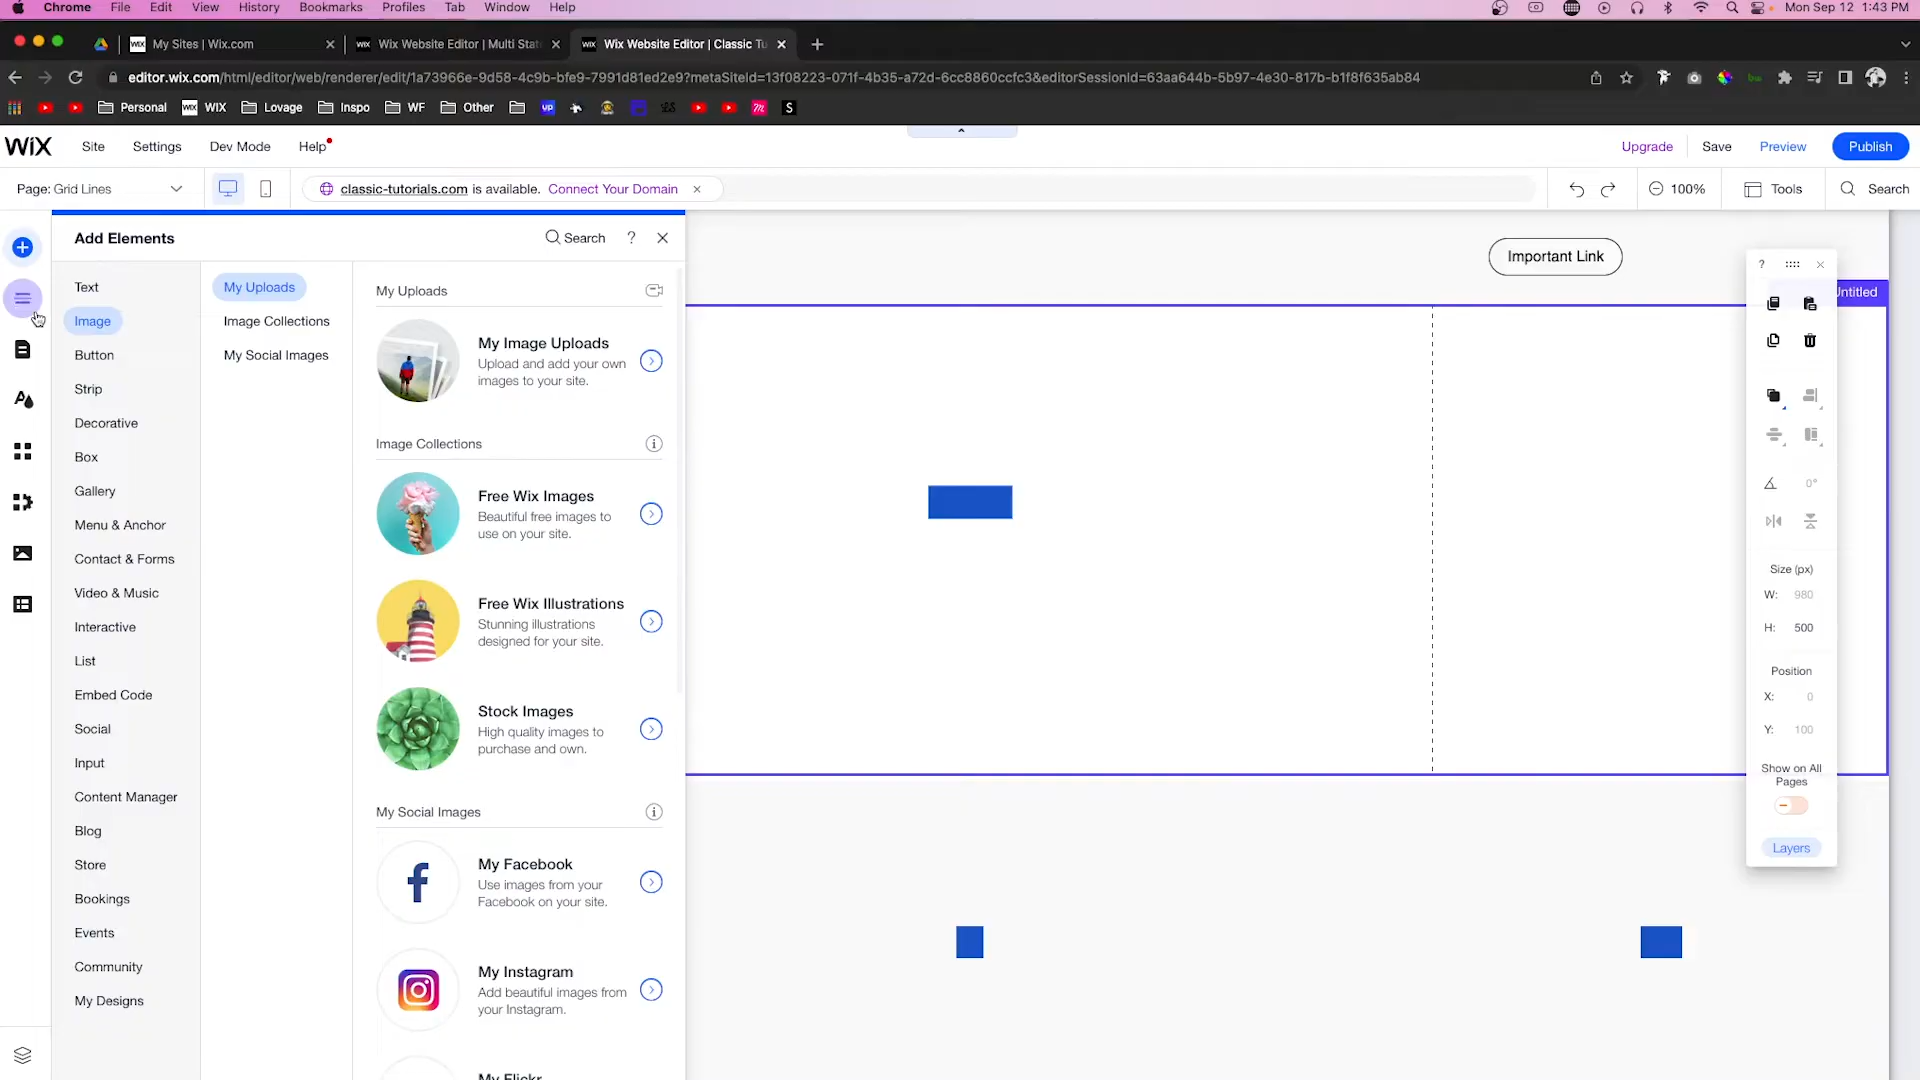 Chrome File Edit View History Bookmarks Profiles Tab Window Help Mon Sep 12 1:43 PM
My Sites | Wix.com Wix Website Editor | Multi Stat Wix Website Editor | Classic Tu
editor.wix.com/html/editor/web/renderer/edit/1a73966e-9d58-4c9b-bfe9-7991d81ed2e9?metaSiteId=13f08223-071f-4b35-a72d-6cc8860ccfc3&editorSessionId=63aa644b-5b97-4e30-817b-b1f8f635ab84
Personal WIX WIX Lovage Inspo WF Other up S
WiX Site Settings Dev Mode Help Upgrade Save Preview Publish
Page: Grid Lines classic-tutorials.com is available. Connect Your Domain 100% Tools Search
Add Elements Search ?
Text
Image
Button
Strip
Decorative
Box
Gallery
Menu & Anchor
Contact & Forms
Video & Music
Interactive
List
Embed Code
Social
Input
Content Manager
Blog
Store
Bookings
Events
Community
My Designs
My Uploads
Image Collections
My Social Images
My Uploads
My Image Uploads
Upload and add your own
images to your site.
Image Collections
Free Wix Images
Beautiful free images to
use on your site.
Free Wix Illustrations
Stunning illustrations
designed for your site.
Stock Images
High quality images to
purchase and own.
My Social Images
My Facebook
Use images from your
Facebook on your site.
My Instagram
Add beautiful images from
your Instagram.
My Flickr
Important Link
Untitled
?
0°
Size (px)
W: 980
H: 500
Position
X: 0
Y: 100
Show on All
Pages
Layers